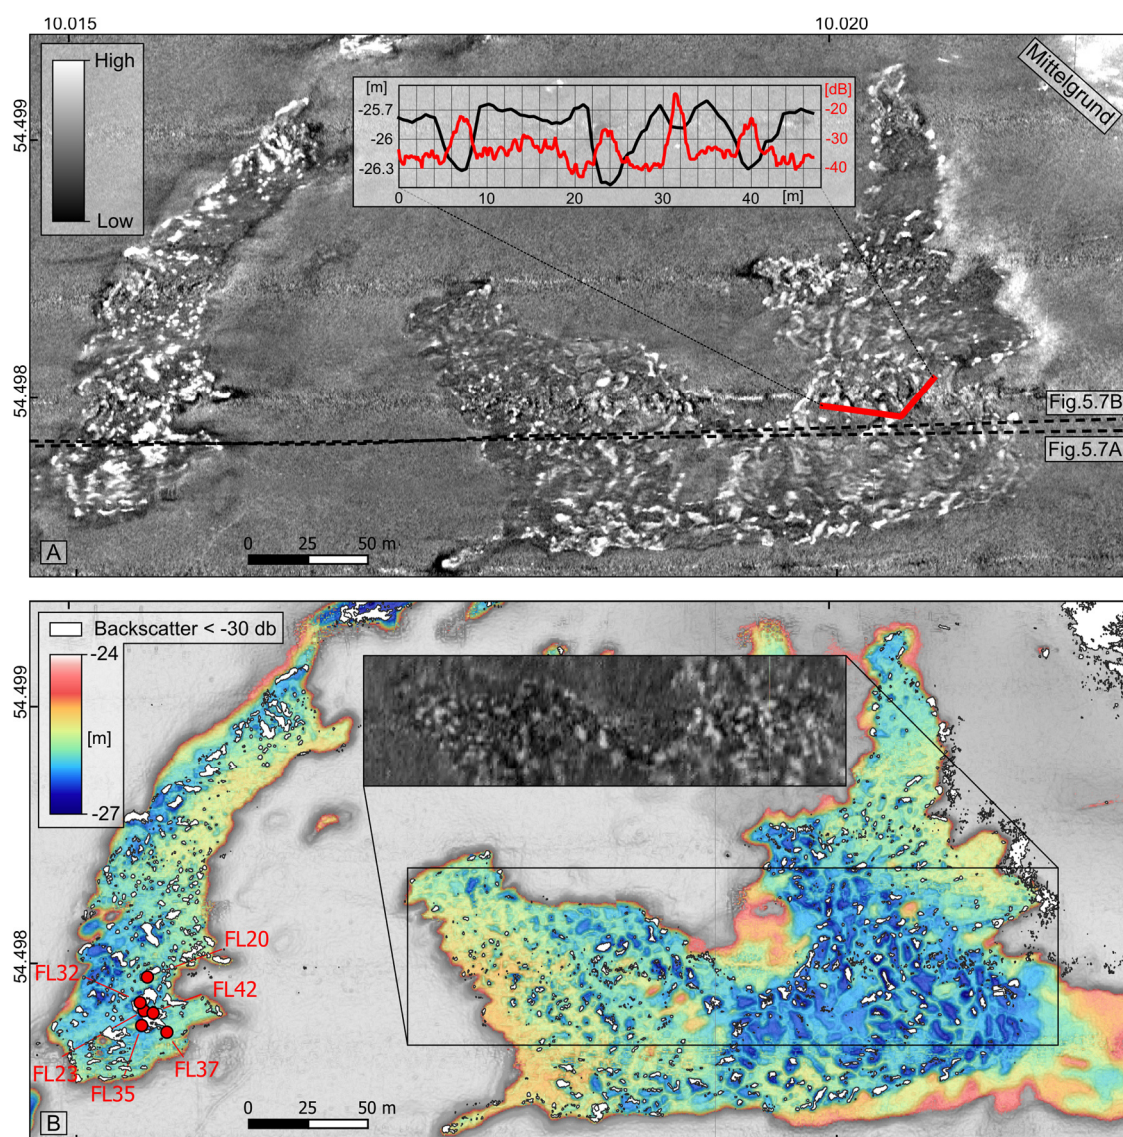 10.015 10.020
High
Low
54.499
54.498
Mittelgrund
[m] [dB]
-25.7 -20
-26 -30
-26.3 -40
0 10 20 30 40 [m]
Fig.5.7B
Fig.5.7A
A
0 25 50 m
Backscatter < -30 db
-24
[m]
-27
54.499
54.498
FL20
FL32
FL42
FL23
FL37
FL35
B
0 25 50 m